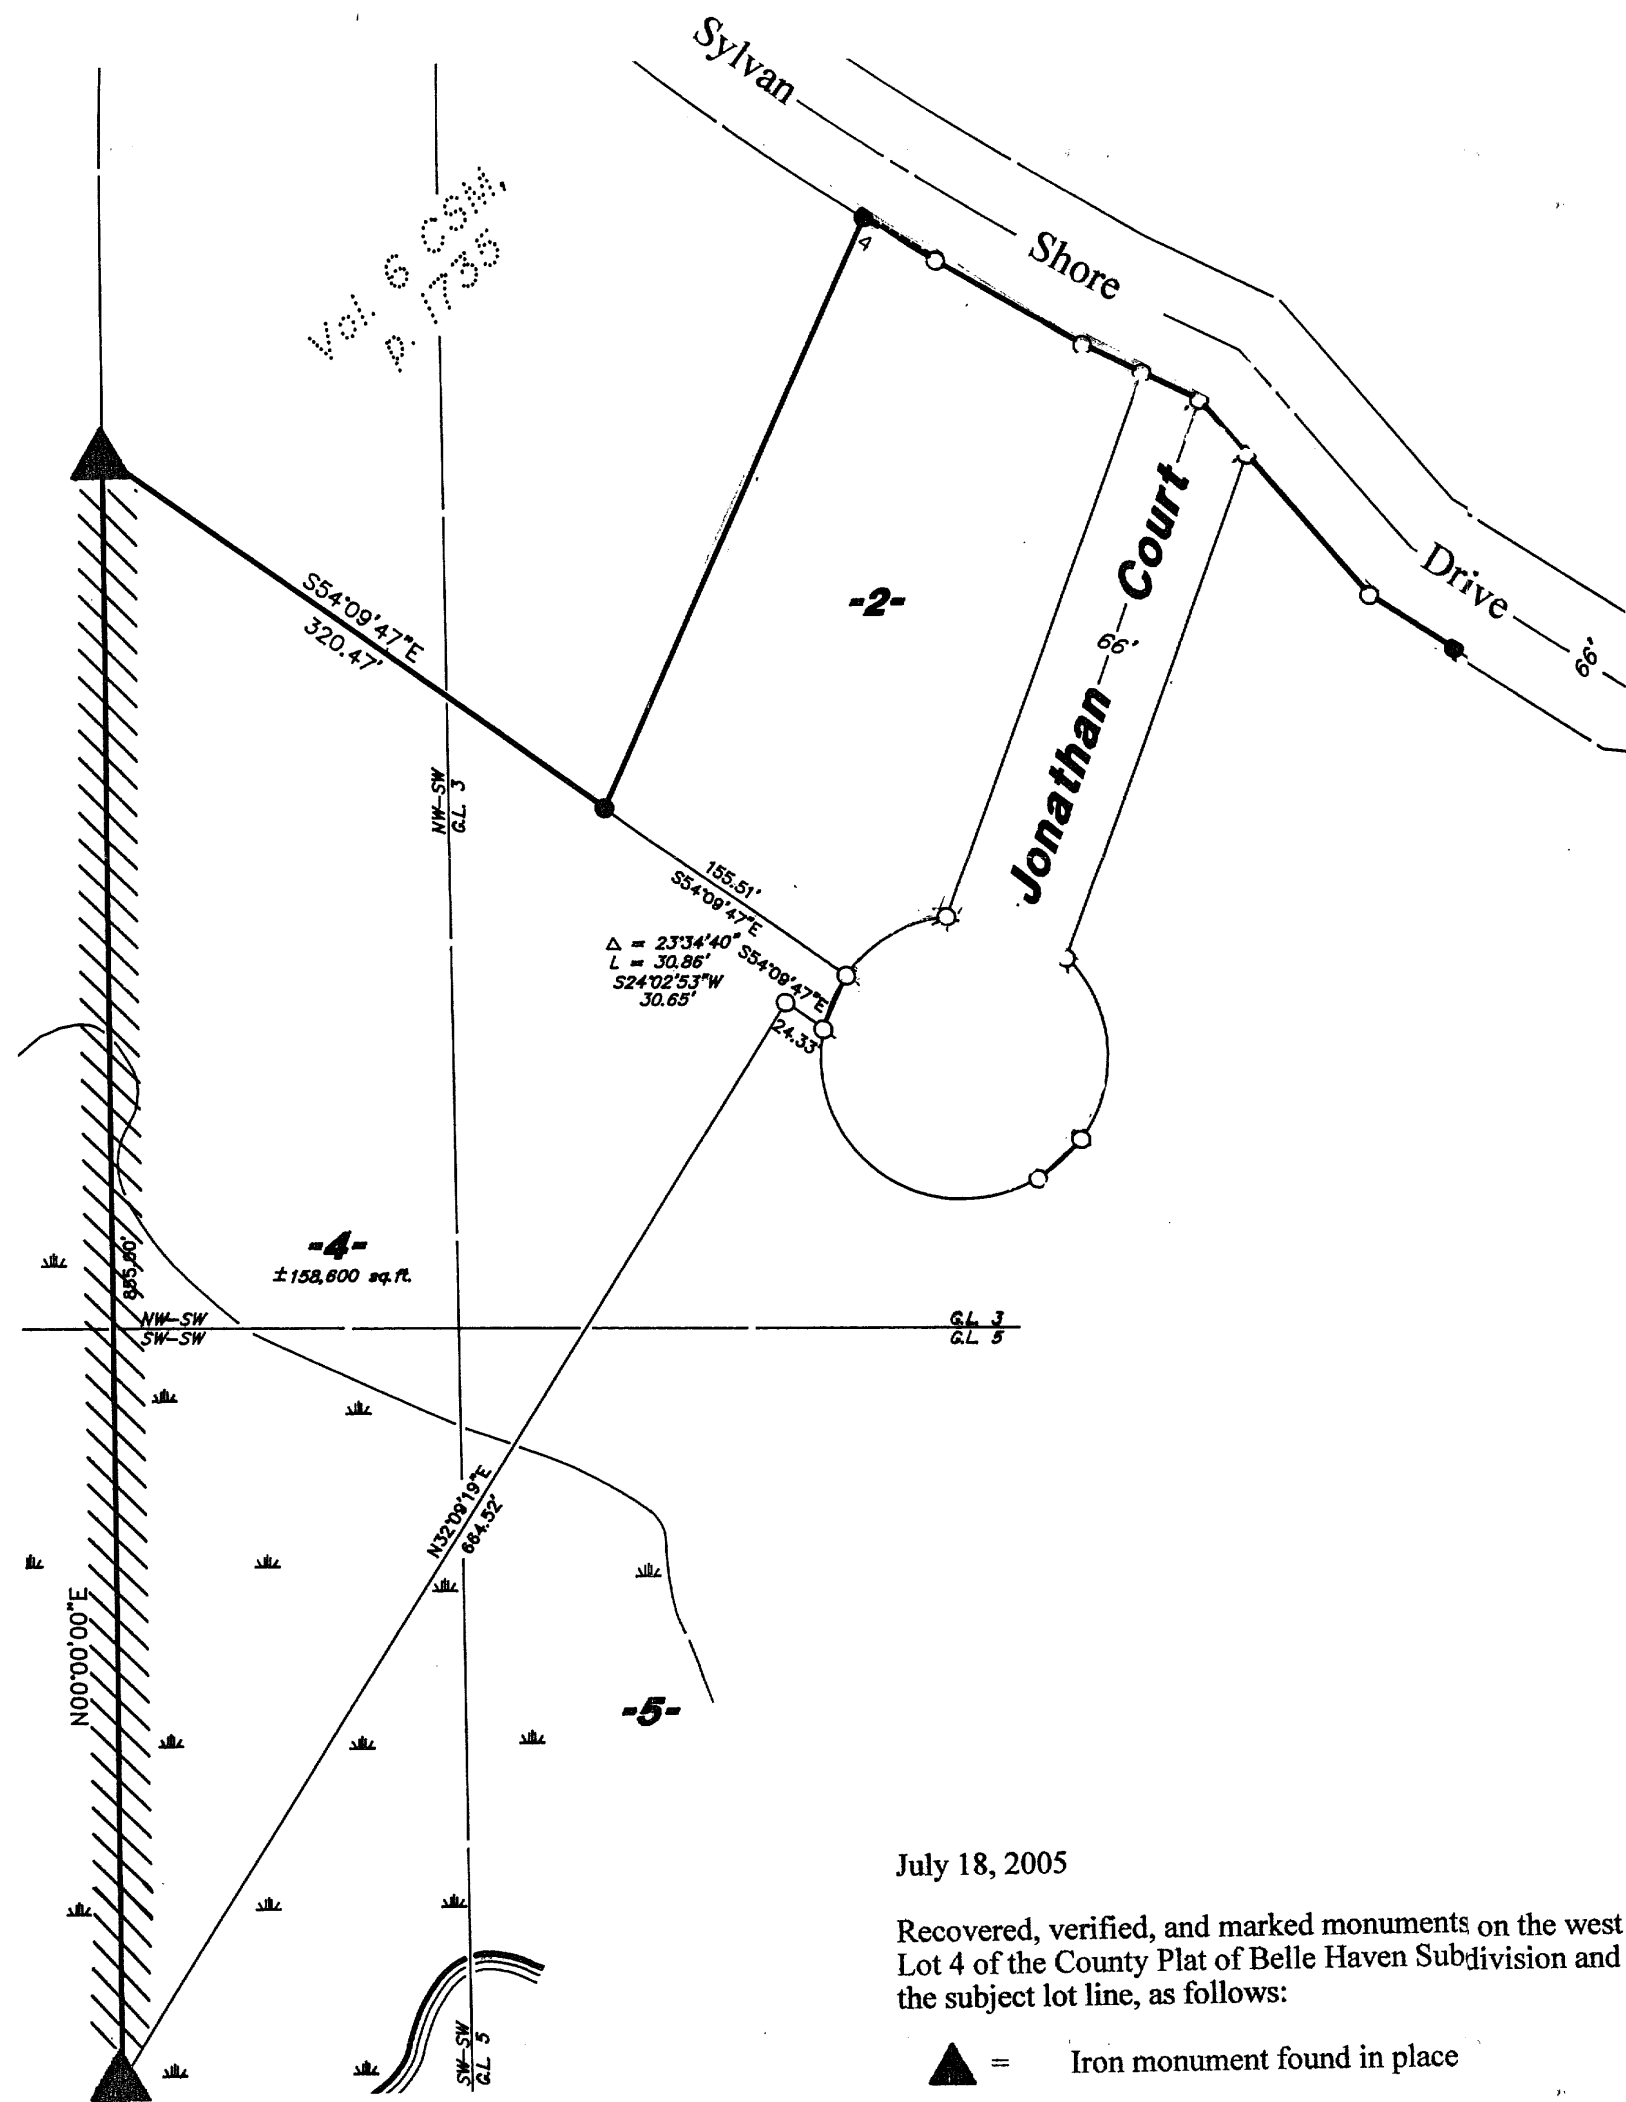 Sylvan
Shore
Drive
66'
Vol. 6 CSM,
P. 1735
4
S54°09'47"E
320.47'
-2-
Jonathan Court
66'
NW-SW
G.L. 3
155.51'
S54°09'47"E
Δ = 23°34'40"
L = 30.86'
S24°02'53"W
30.65'
S54°09'47"E
24.33'
-4-
±158,600 sq.ft.
855.60'
NW-SW
SW-SW
G.L. 3
G.L. 5
N32°09'19"E
664.52'
N00°00'00"E
-5-
SW-SW
G.L. 5
July 18, 2005
Recovered, verified, and marked monuments on the west
Lot 4 of the County Plat of Belle Haven Subdivision and
the subject lot line, as follows:
= Iron monument found in place